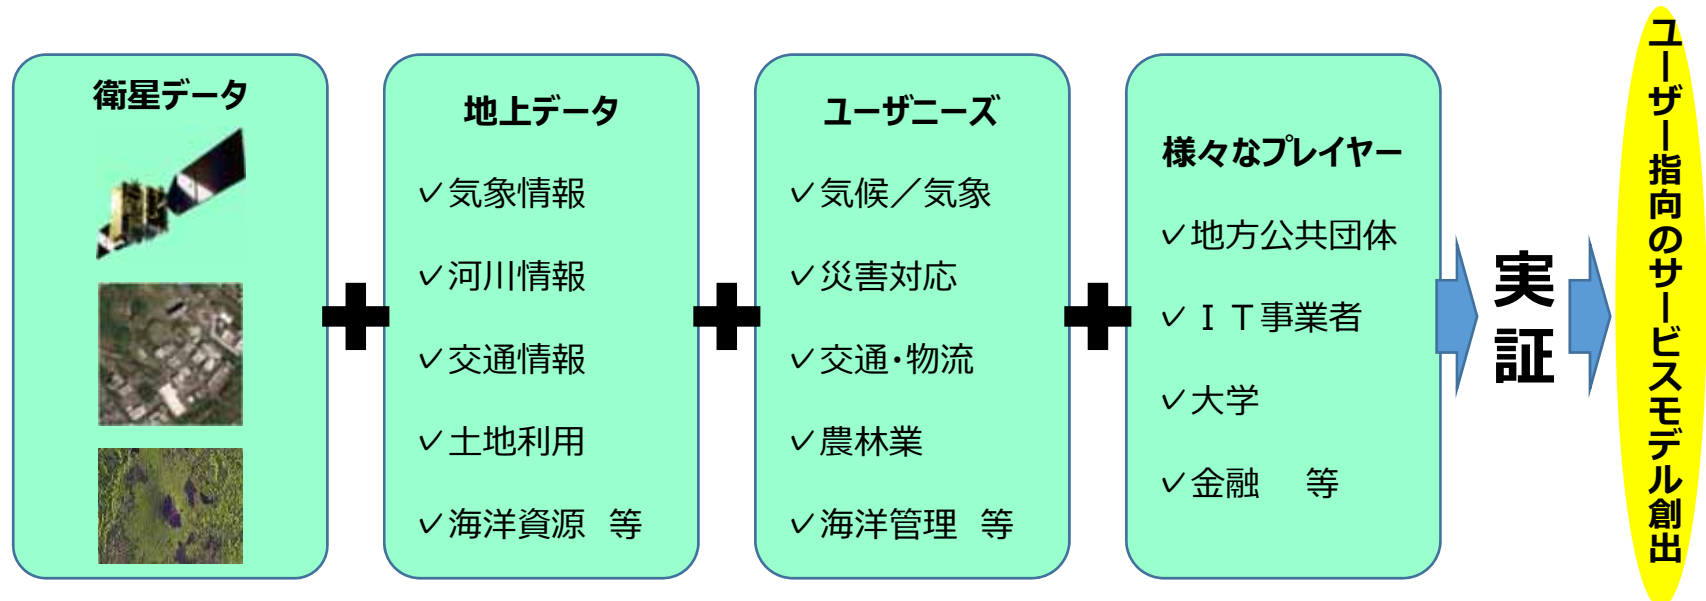 衛星データ
地上データ
✓気象情報
✓河川情報
✓交通情報
✓土地利用
✓海洋資源　等
ユーザニーズ
✓気候／気象
✓災害対応
✓交通・物流
✓農林業
✓海洋管理　等
様々なプレイヤー
✓地方公共団体
✓ＩＴ事業者
✓大学
✓金融　等
実証
ユーザー指向のサービスモデル創出